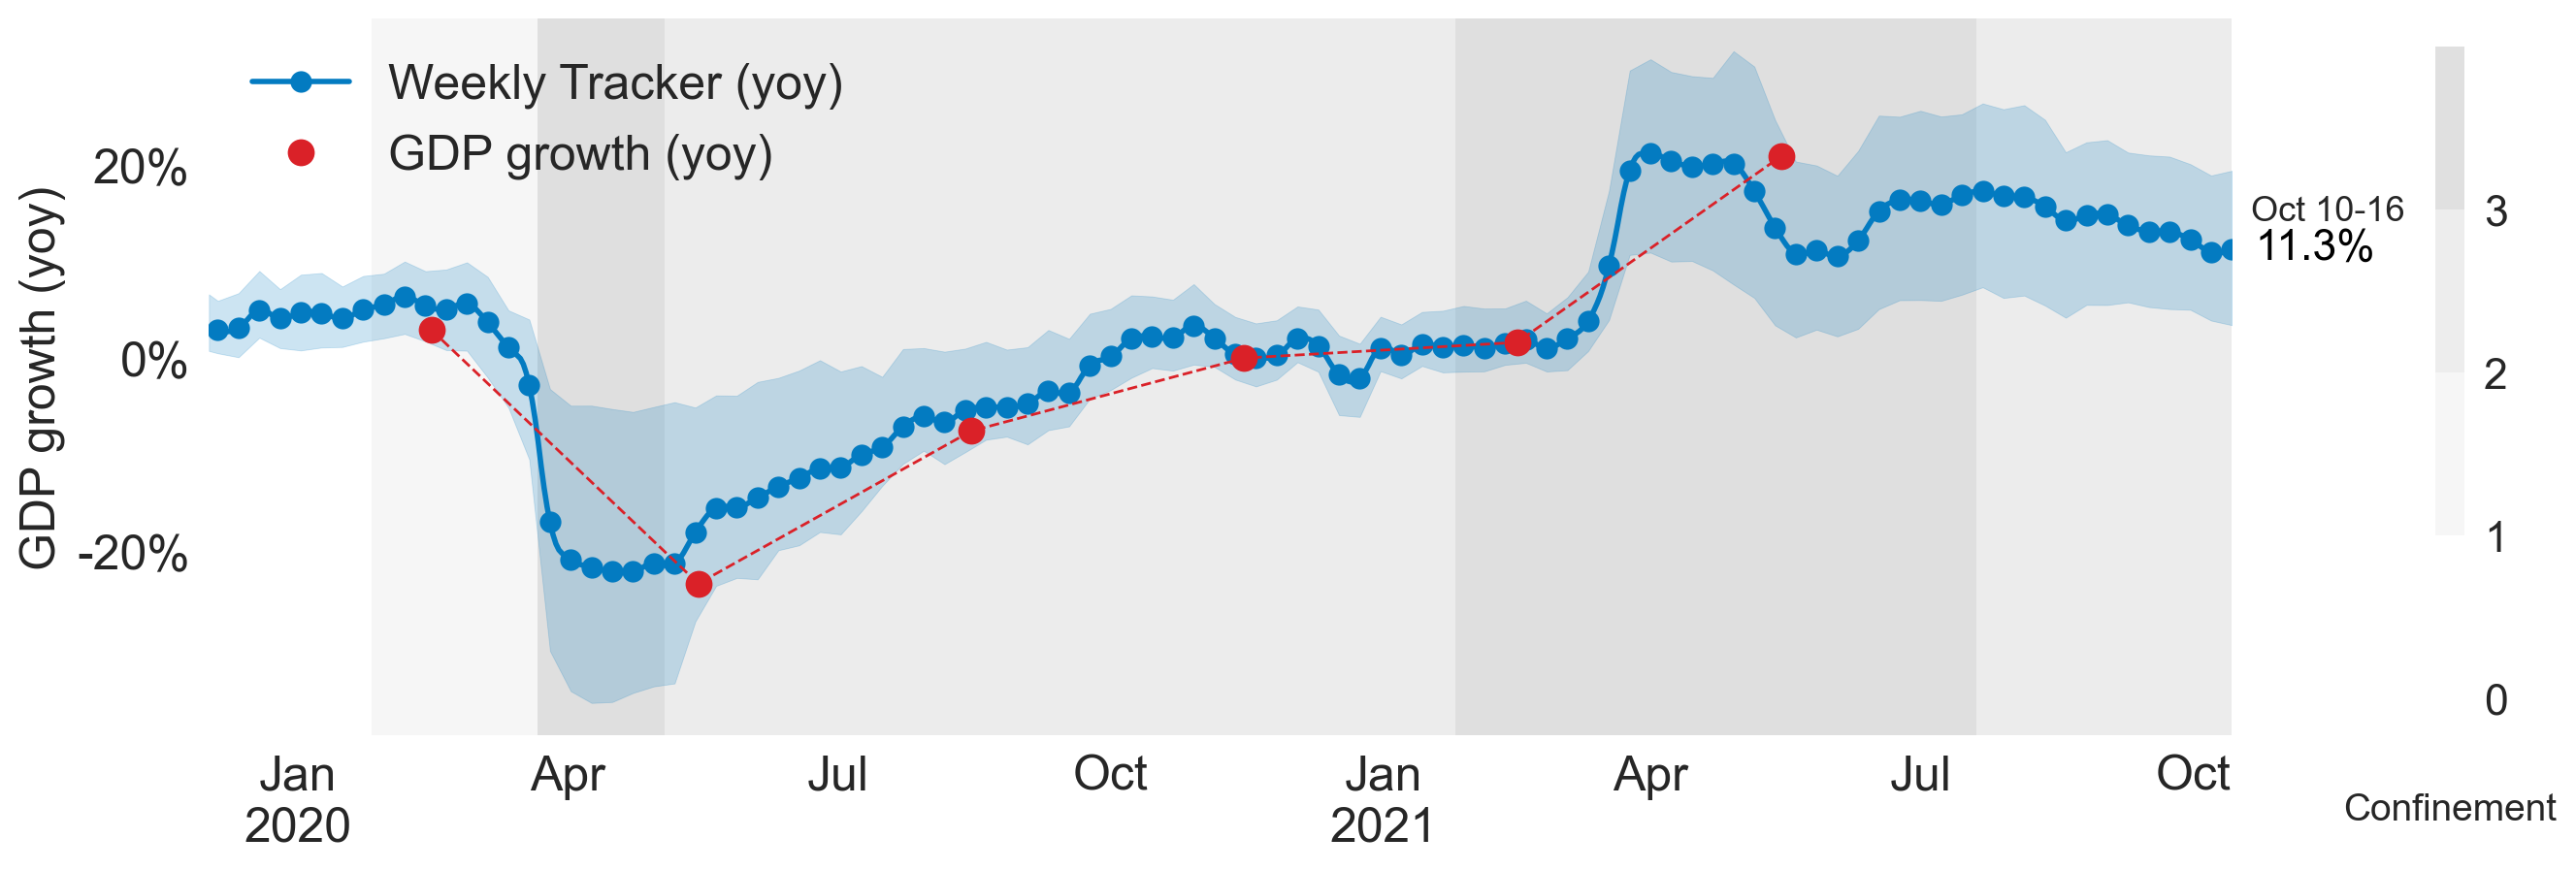 Weekly Tracker (yoy)
GDP growth (yoy)
GDP growth (yoy)
20%
0%
-20%
Oct 10-16
11.3%
3
2
1
0
Jan Apr Jul Oct Jan Apr Jul Oct
2020 2021
Confinement